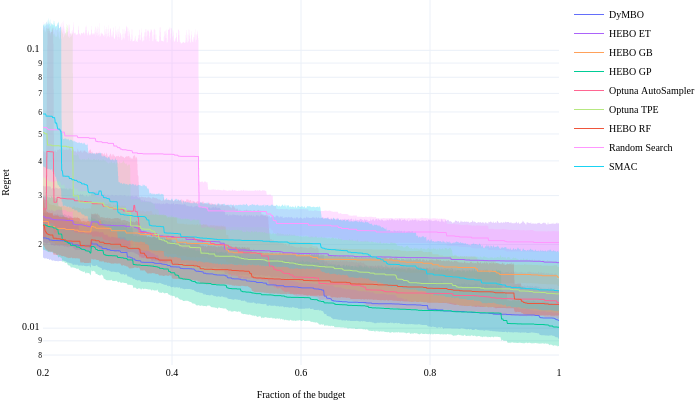 0.1
9
8
7
6
5
4
3
2
0.01
9
8
Regret
0.2
0.4
0.6
0.8
1
Fraction of the budget
DyMBO
HEBO ET
HEBO GB
HEBO GP
Optuna AutoSampler
Optuna TPE
HEBO RF
Random Search
SMAC